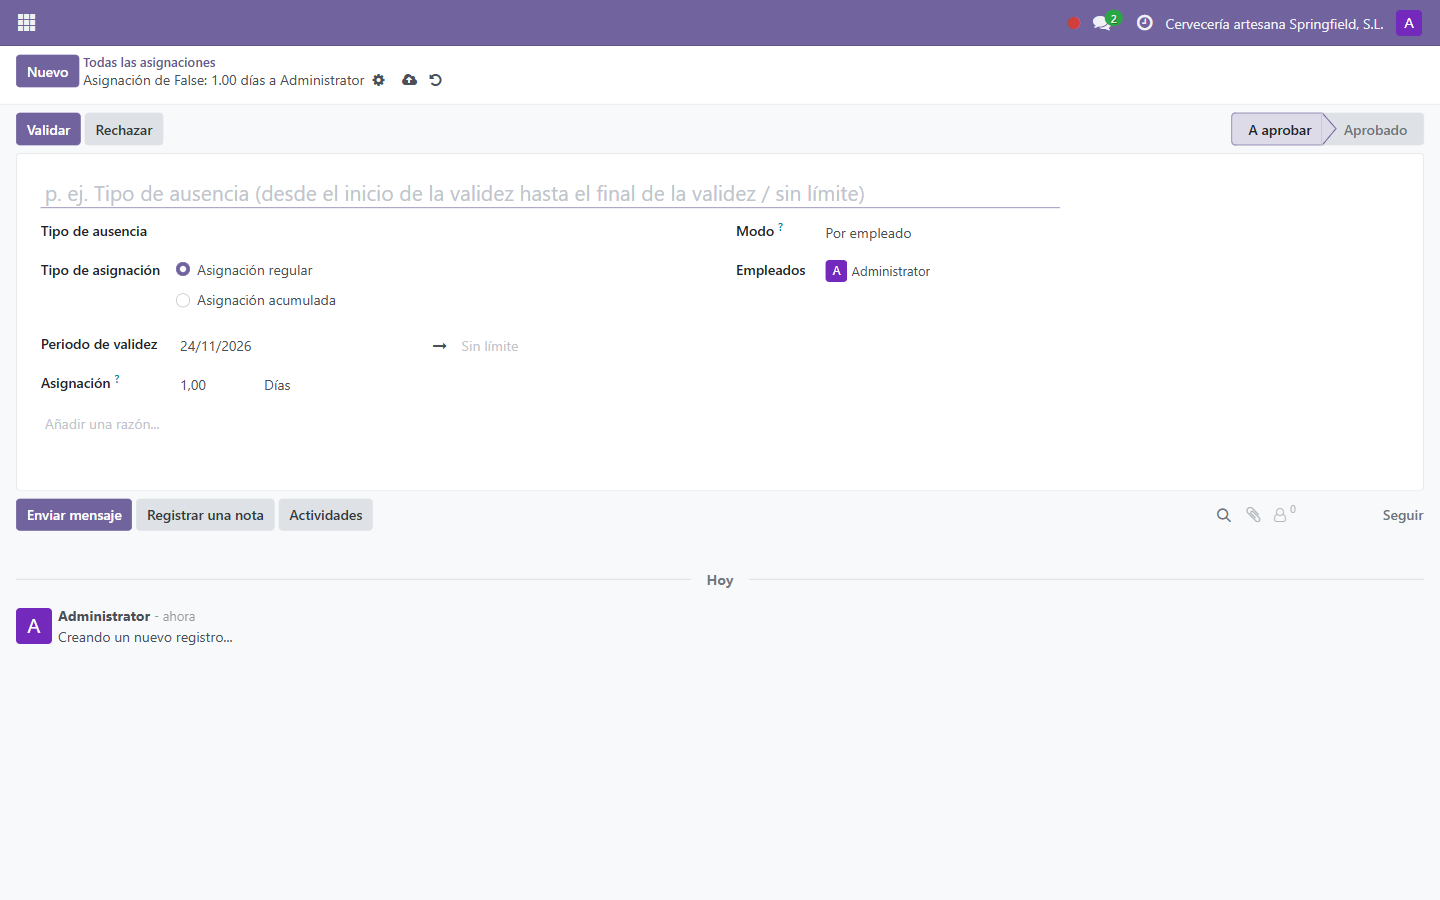 2
Cervecería artesana Springfield, S.L.
A
Nuevo
Todas las asignaciones
Asignación de False: 1.00 días a Administrator
Validar
Rechazar
A aprobar
Aprobado
p. ej. Tipo de ausencia (desde el inicio de la validez hasta el final de la validez / sin límite)
Tipo de ausencia
Modo ?
Por empleado
Tipo de asignación
Asignación regular
Asignación acumulada
Empleados
A Administrator
Periodo de validez
24/11/2026
Sin límite
Asignación ?
1,00
Días
Añadir una razón...
Enviar mensaje
Registrar una nota
Actividades
0
Seguir
Hoy
A
Administrator - ahora
Creando un nuevo registro...